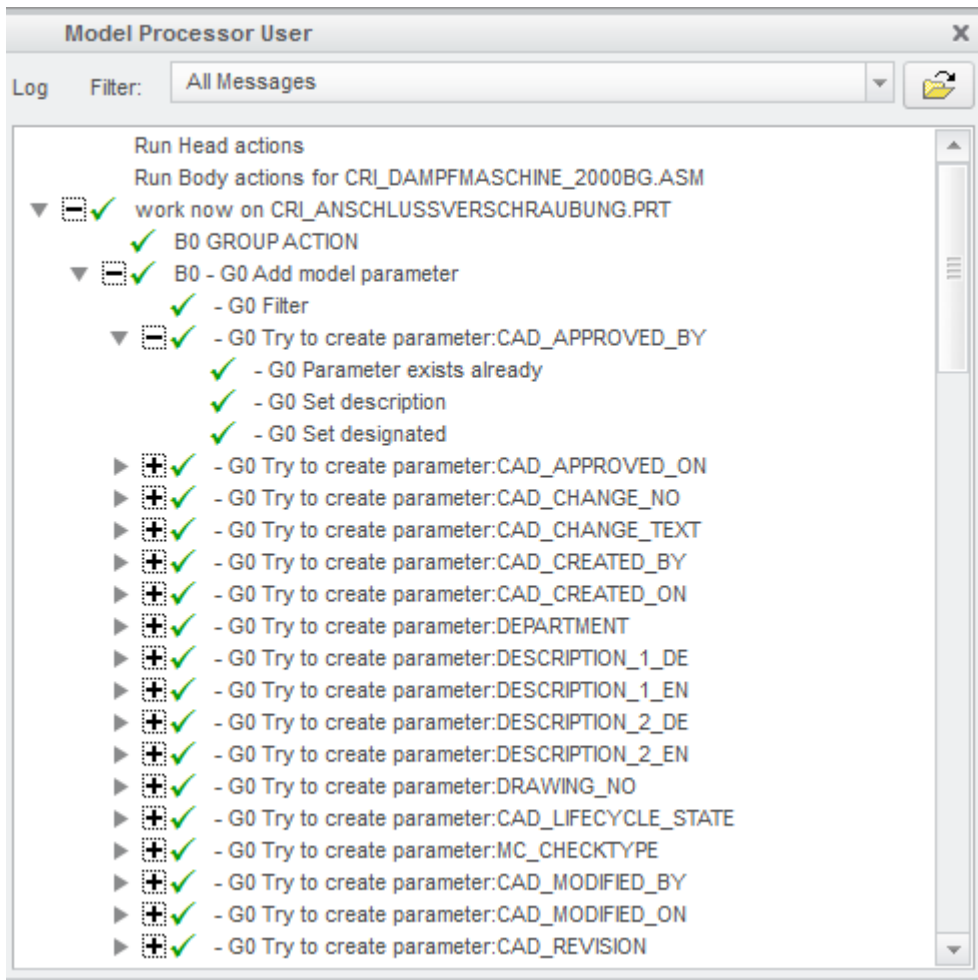 Model Processor User
Log Filter: All Messages
Run Head actions
Run Body actions for CRI_DAMPFMASCHINE_2000BG.ASM
work now on CRI_ANSCHLUSSVERSCHRAUBUNG.PRT
B0 GROUP ACTION
B0 - G0 Add model parameter
- G0 Filter
- G0 Try to create parameter:CAD_APPROVED_BY
- G0 Parameter exists already
- G0 Set description
- G0 Set designated
- G0 Try to create parameter:CAD_APPROVED_ON
- G0 Try to create parameter:CAD_CHANGE_NO
- G0 Try to create parameter:CAD_CHANGE_TEXT
- G0 Try to create parameter:CAD_CREATED_BY
- G0 Try to create parameter:CAD_CREATED_ON
- G0 Try to create parameter:DEPARTMENT
- G0 Try to create parameter:DESCRIPTION_1_DE
- G0 Try to create parameter:DESCRIPTION_1_EN
- G0 Try to create parameter:DESCRIPTION_2_DE
- G0 Try to create parameter:DESCRIPTION_2_EN
- G0 Try to create parameter:DRAWING_NO
- G0 Try to create parameter:CAD_LIFECYCLE_STATE
- G0 Try to create parameter:MC_CHECKTYPE
- G0 Try to create parameter:CAD_MODIFIED_BY
- G0 Try to create parameter:CAD_MODIFIED_ON
- G0 Try to create parameter:CAD_REVISION